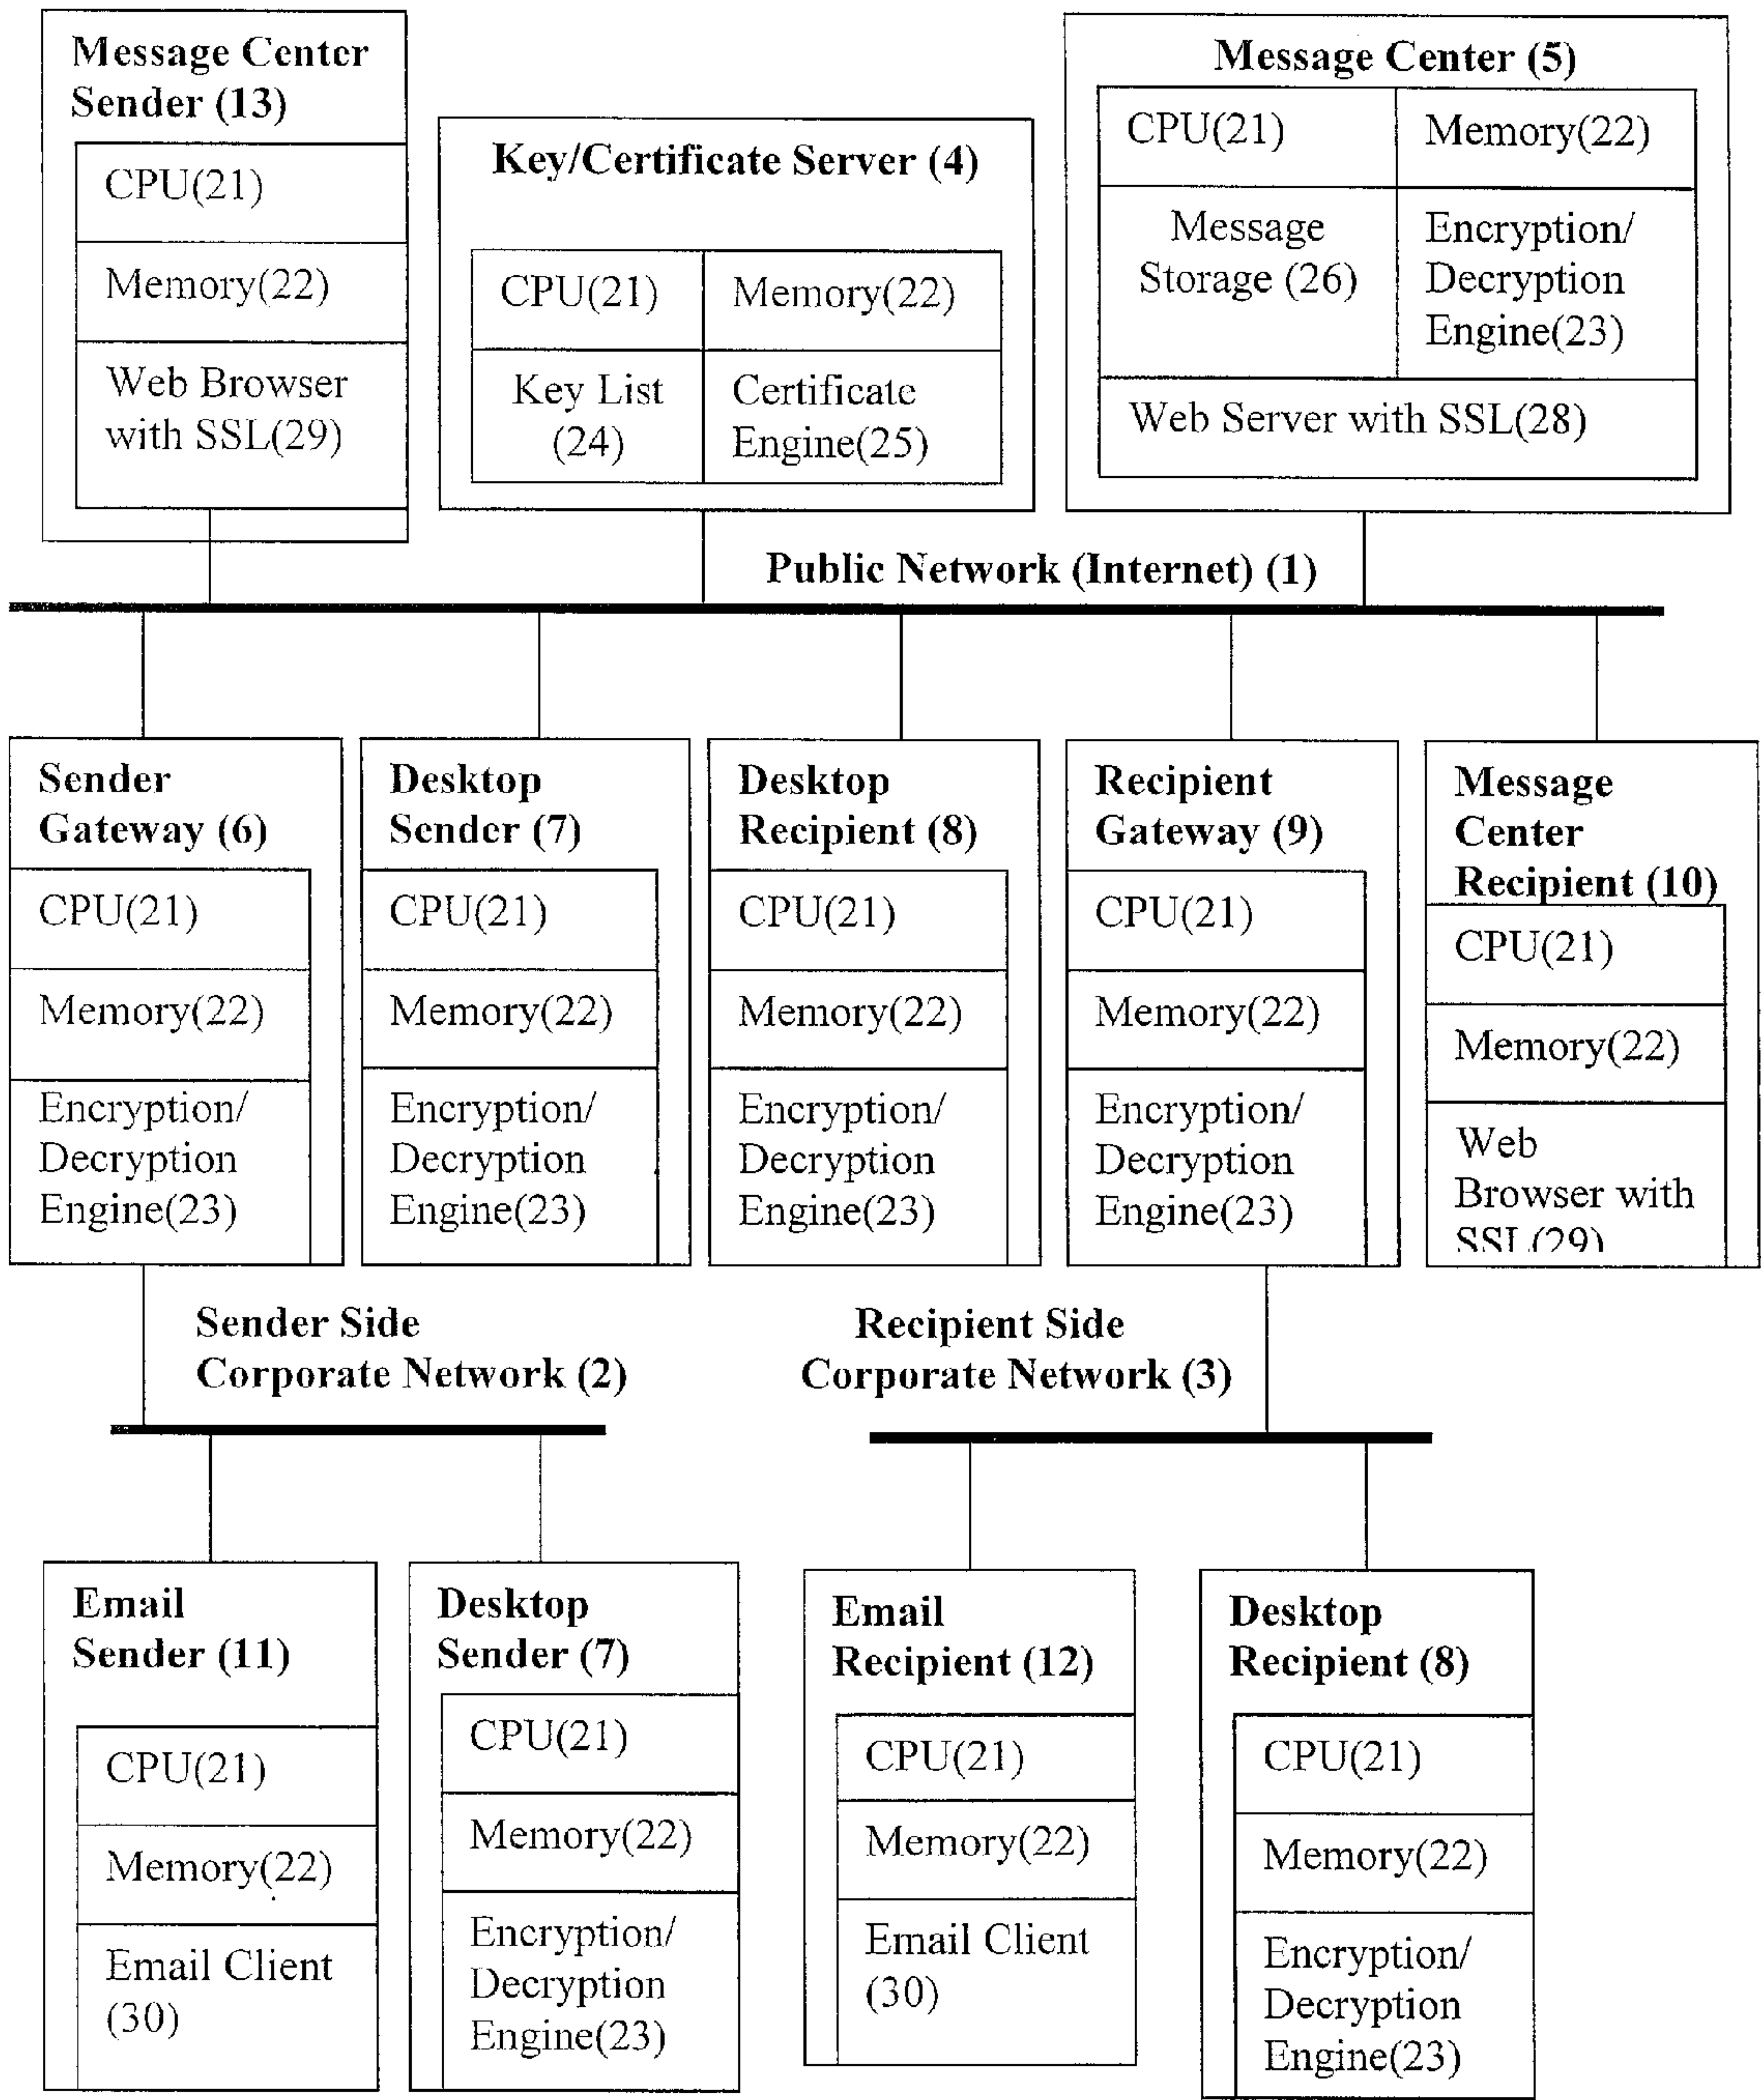 Message Center
Sender (13)
CPU(21)
Memory(22)
Web Browser
with SSL(29)
Key/Certificate Server (4)
CPU(21)
Memory(22)
Key List
(24)
Certificate
Engine(25)
Message Center (5)
CPU(21)
Memory(22)
Message
Storage (26)
Encryption/
Decryption
Engine(23)
Web Server with SSL(28)
Public Network (Internet) (1)
Sender
Gateway (6)
CPU(21)
Memory(22)
Encryption/
Decryption
Engine(23)
Desktop
Sender (7)
CPU(21)
Memory(22)
Encryption/
Decryption
Engine(23)
Desktop
Recipient (8)
CPU(21)
Memory(22)
Encryption/
Decryption
Engine(23)
Recipient
Gateway (9)
CPU(21)
Memory(22)
Encryption/
Decryption
Engine(23)
Message
Center
Recipient (10)
CPU(21)
Memory(22)
Web
Browser with
SSL(29)
Sender Side
Corporate Network (2)
Recipient Side
Corporate Network (3)
Email
Sender (11)
CPU(21)
Memory(22)
Email Client
(30)
Desktop
Sender (7)
CPU(21)
Memory(22)
Encryption/
Decryption
Engine(23)
Email
Recipient (12)
CPU(21)
Memory(22)
Email Client
(30)
Desktop
Recipient (8)
CPU(21)
Memory(22)
Encryption/
Decryption
Engine(23)